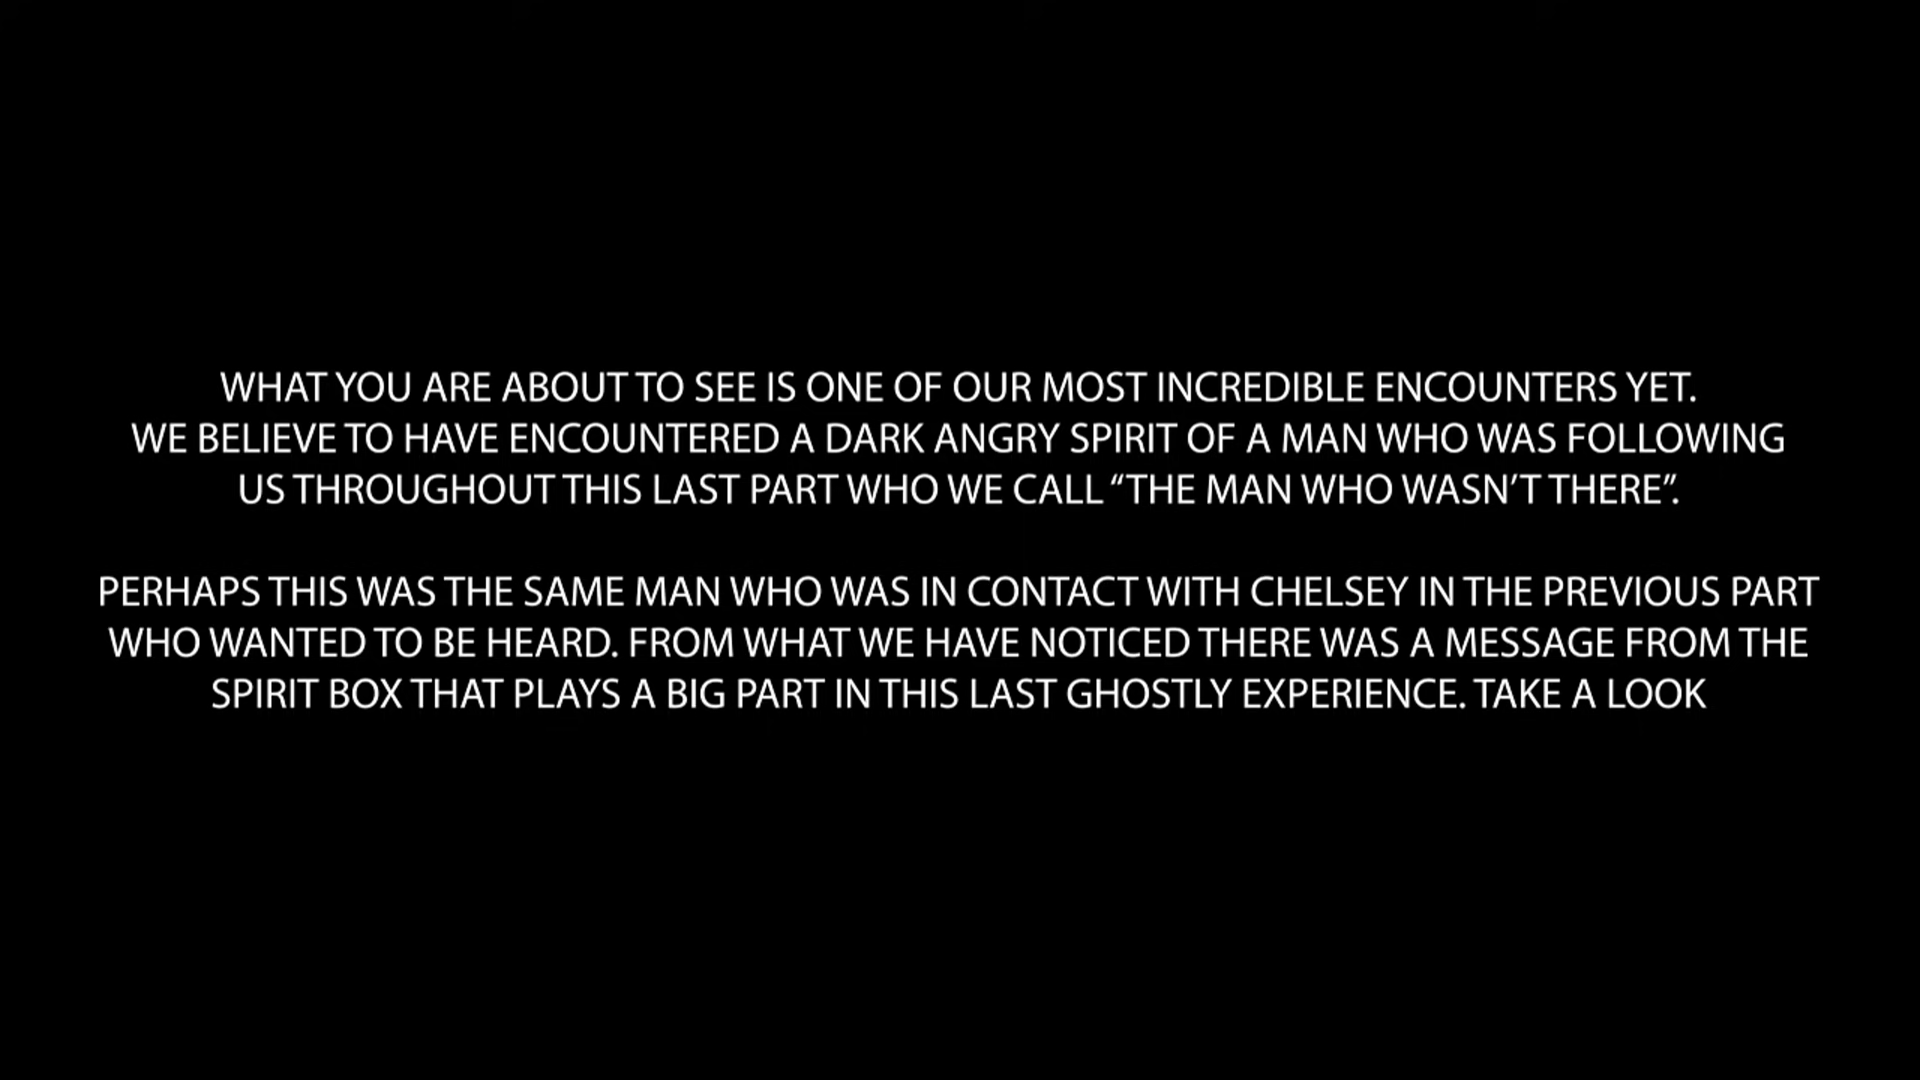 WHAT YOU ARE ABOUT TO SEE IS ONE OF OUR MOST INCREDIBLE ENCOUNTERS YET.
WE BELIEVE TO HAVE ENCOUNTERED A DARK ANGRY SPIRIT OF A MAN WHO WAS FOLLOWING
US THROUGHOUT THIS LAST PART WHO WE CALL “THE MAN WHO WASN’T THERE”.
PERHAPS THIS WAS THE SAME MAN WHO WAS IN CONTACT WITH CHELSEY IN THE PREVIOUS PART
WHO WANTED TO BE HEARD. FROM WHAT WE HAVE NOTICED THERE WAS A MESSAGE FROM THE
SPIRIT BOX THAT PLAYS A BIG PART IN THIS LAST GHOSTLY EXPERIENCE. TAKE A LOOK